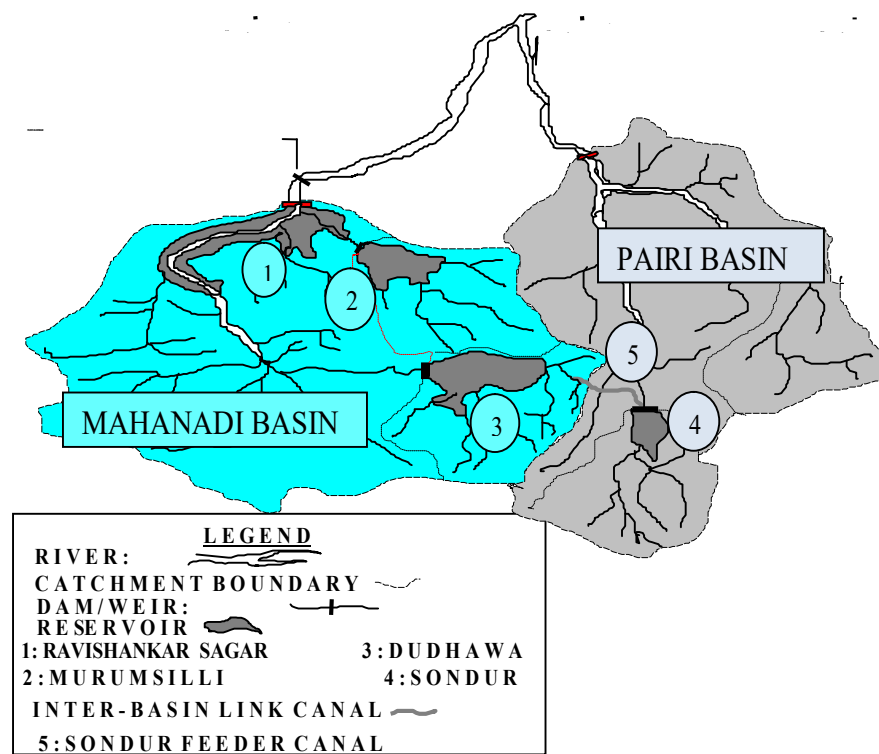 PAIRI BASIN
1
2
5
MAHANADI BASIN
3
4
LEGEND
RIVER:
CATCHMENT BOUNDARY
DAM/WEIR:
RESERVOIR
1: RAVISHANKAR SAGAR 3: DUDHAWA
2: MURUMSILLI 4: SONDUR
INTER-BASIN LINK CANAL
5: SONDUR FEEDER CANAL